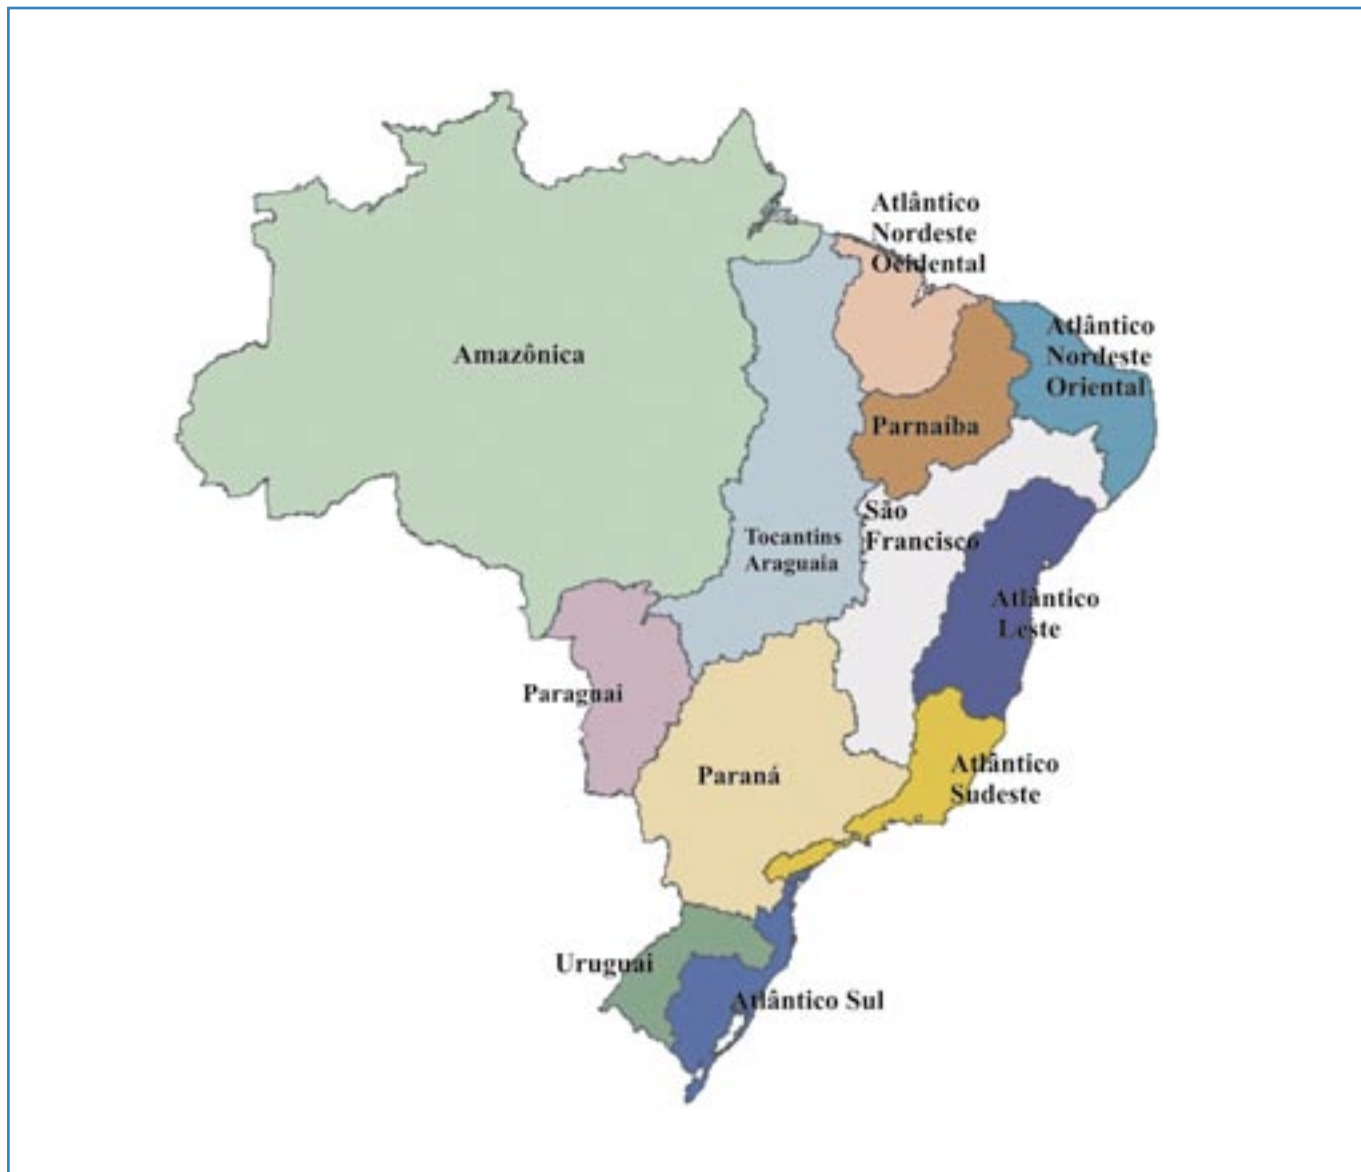 Atlântico
Nordeste
Ocidental
Atlântico
Nordeste
Oriental
Amazônica
Parnaíba
São
Francisco
Tocantins
Araguaia
Atlântico
Leste
Paraguai
Atlântico
Sudeste
Paraná
Uruguai
Atlântico Sul